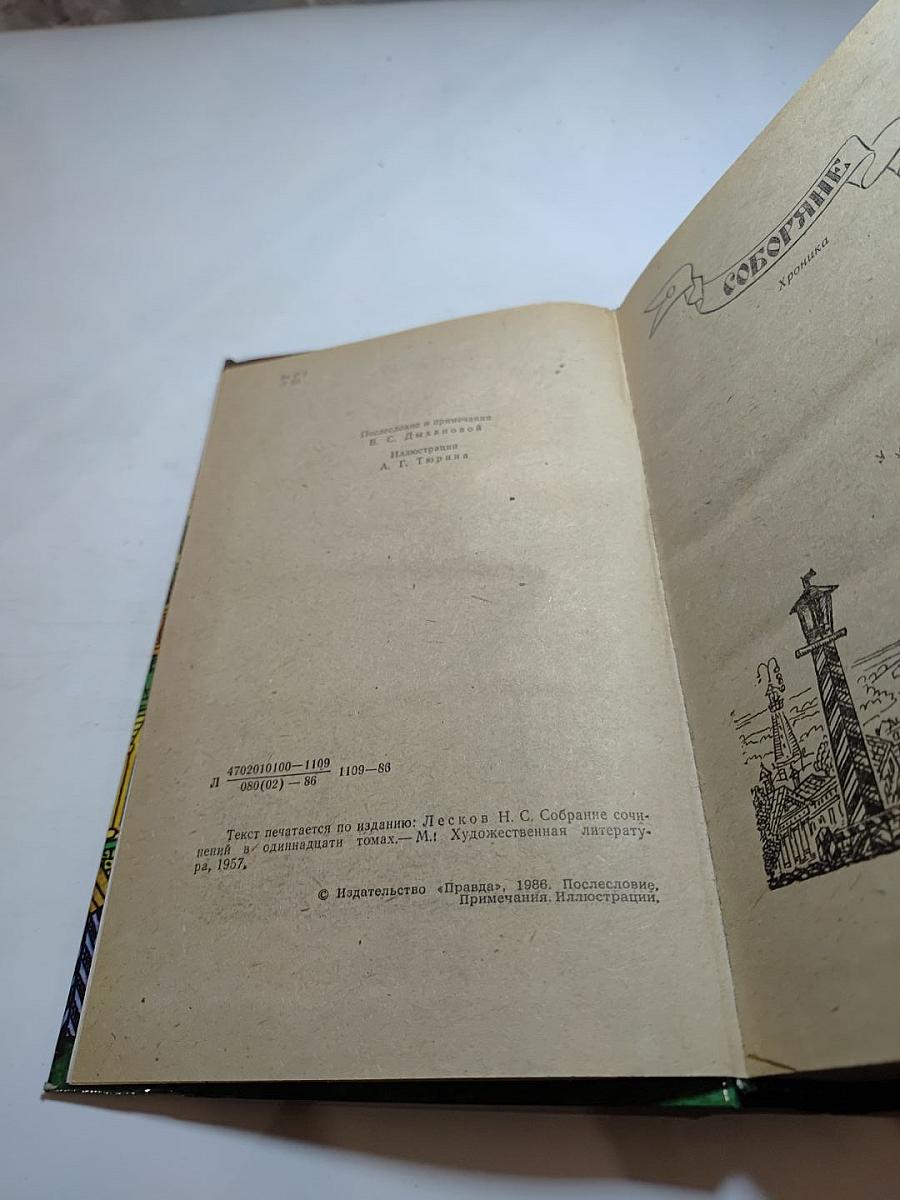 Послесловие и примечания
Б. С. Дыхановой
Иллюстрации
А. Г. Тюрина
Л 4702010100—1109
080(02) — 86
1109—86
Текст печатается по изданию: Лесков Н. С. Собрание сочи-
нений в одиннадцати томах.— М.: Художественная литерату-
ра, 1957.
© Издательство «Правда», 1986. Послесловие.
Примечания. Иллюстрации.
СОБОРЯНЕ
Хроника